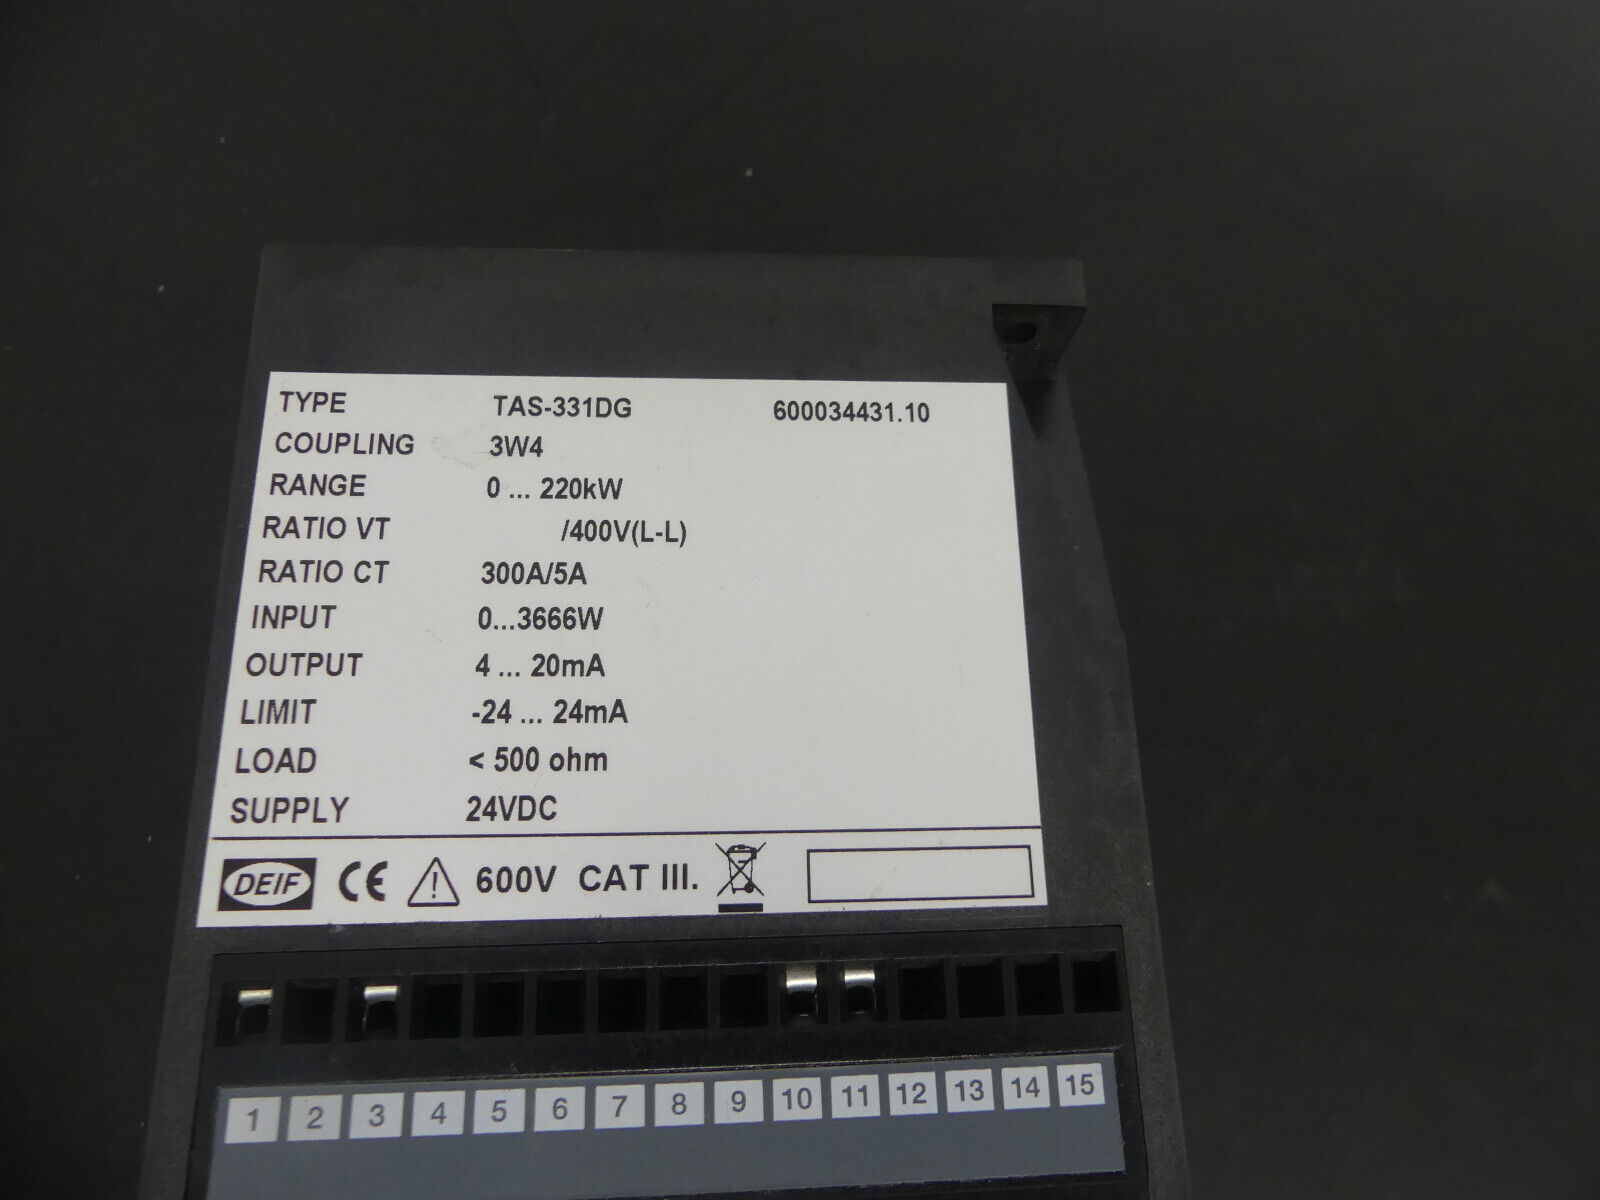 TYPE TAS-331DG 600034431.10
COUPLING 3W4
RANGE 0 ... 220kW
RATIO VT /400V(L-L)
RATIO CT 300A/5A
INPUT 0...3666W
OUTPUT 4 ... 20mA
LIMIT -24 ... 24mA
LOAD < 500 ohm
SUPPLY 24VDC
DEIF CE 600V CAT III.
1 2 3 4 5 6 7 8 9 10 11 12 13 14 15